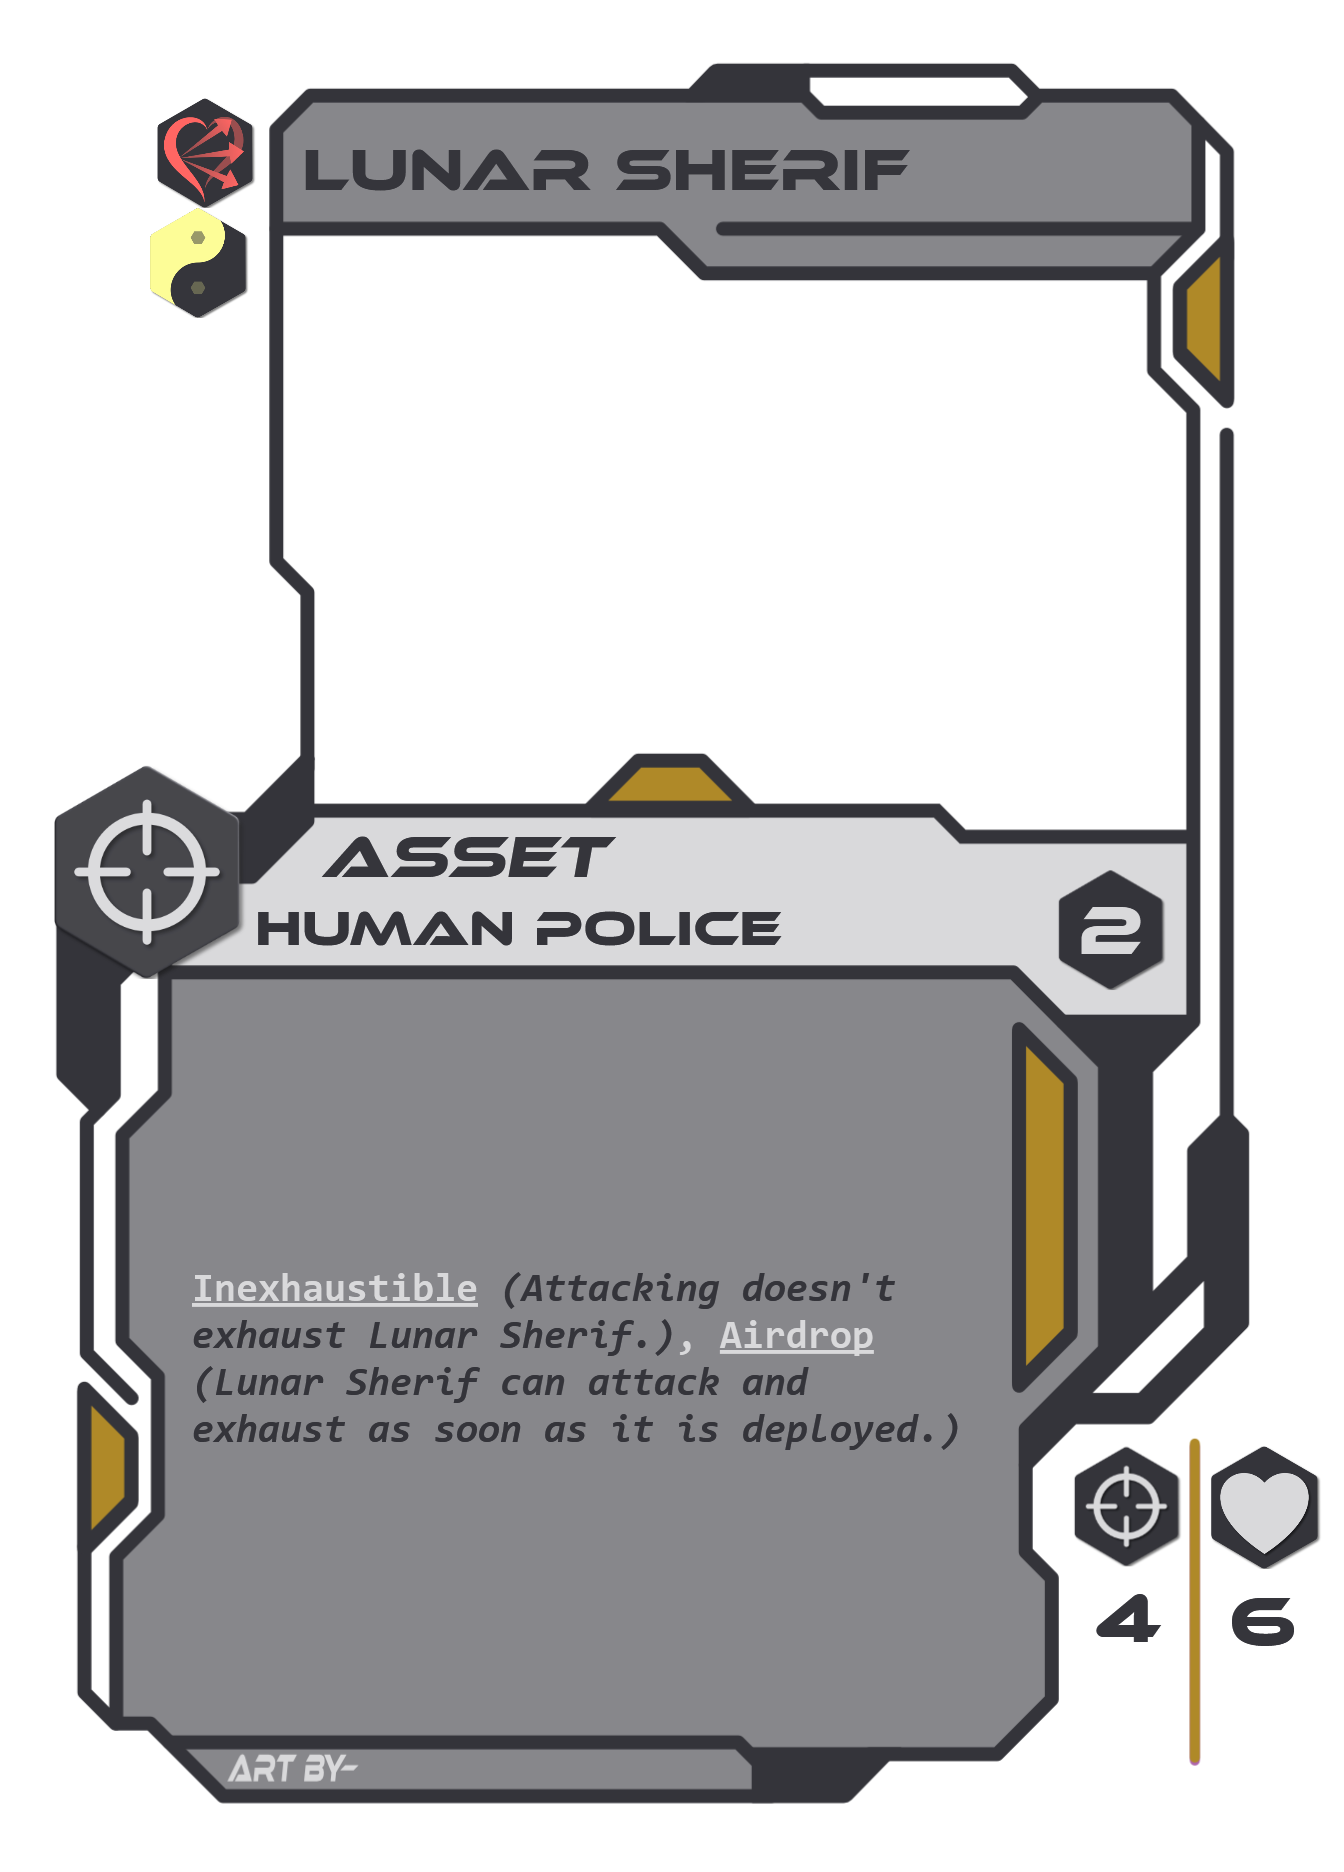 LUNAR SHERIF
ASSET
HUMAN POLICE
2
Inexhaustible (Attacking doesn't
exhaust Lunar Sherif.), Airdrop
(Lunar Sherif can attack and
exhaust as soon as it is deployed.)
4
6
ART BY-